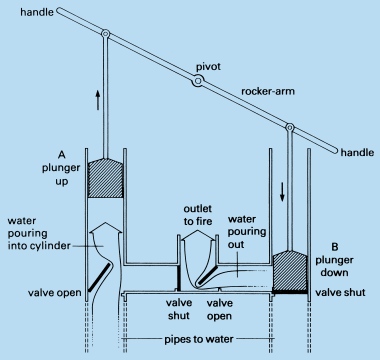 handle
pivot
rocker-arm
handle
A
plunger
up
water
pouring
into cylinder
outlet
to fire
water
pouring
out
B
plunger
down
valve open
valve
shut
valve
open
valve shut
pipes to water